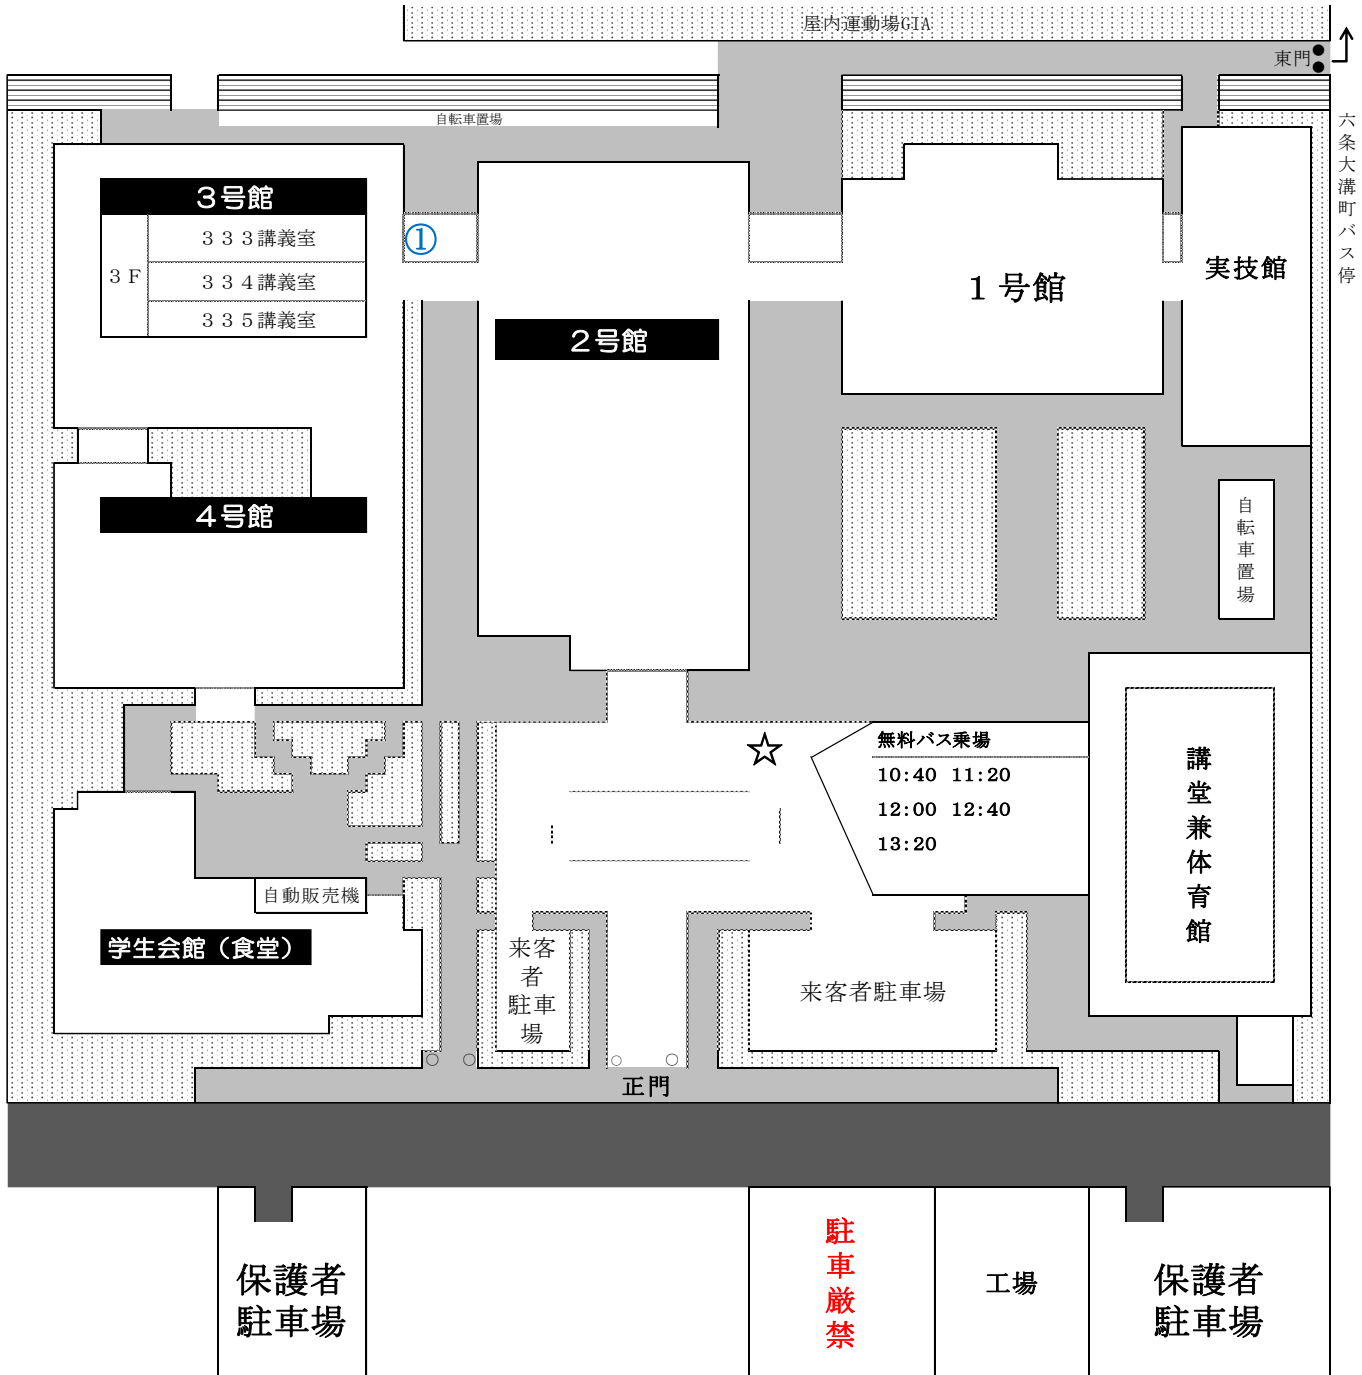 屋内運動場GIA
東門
自転車置場
六条大溝町バス停
３号館
３Ｆ
３３３講義室
３３４講義室
３３５講義室
①
１号館
実技館
２号館
４号館
自転車置場
☆
無料バス乗場
10:40 11:20
12:00 12:40
13:20
講堂兼体育館
自動販売機
学生会館（食堂）
来客
者
駐車
場
来客者駐車場
正門
保護者
駐車場
駐車厳禁
工場
保護者
駐車場